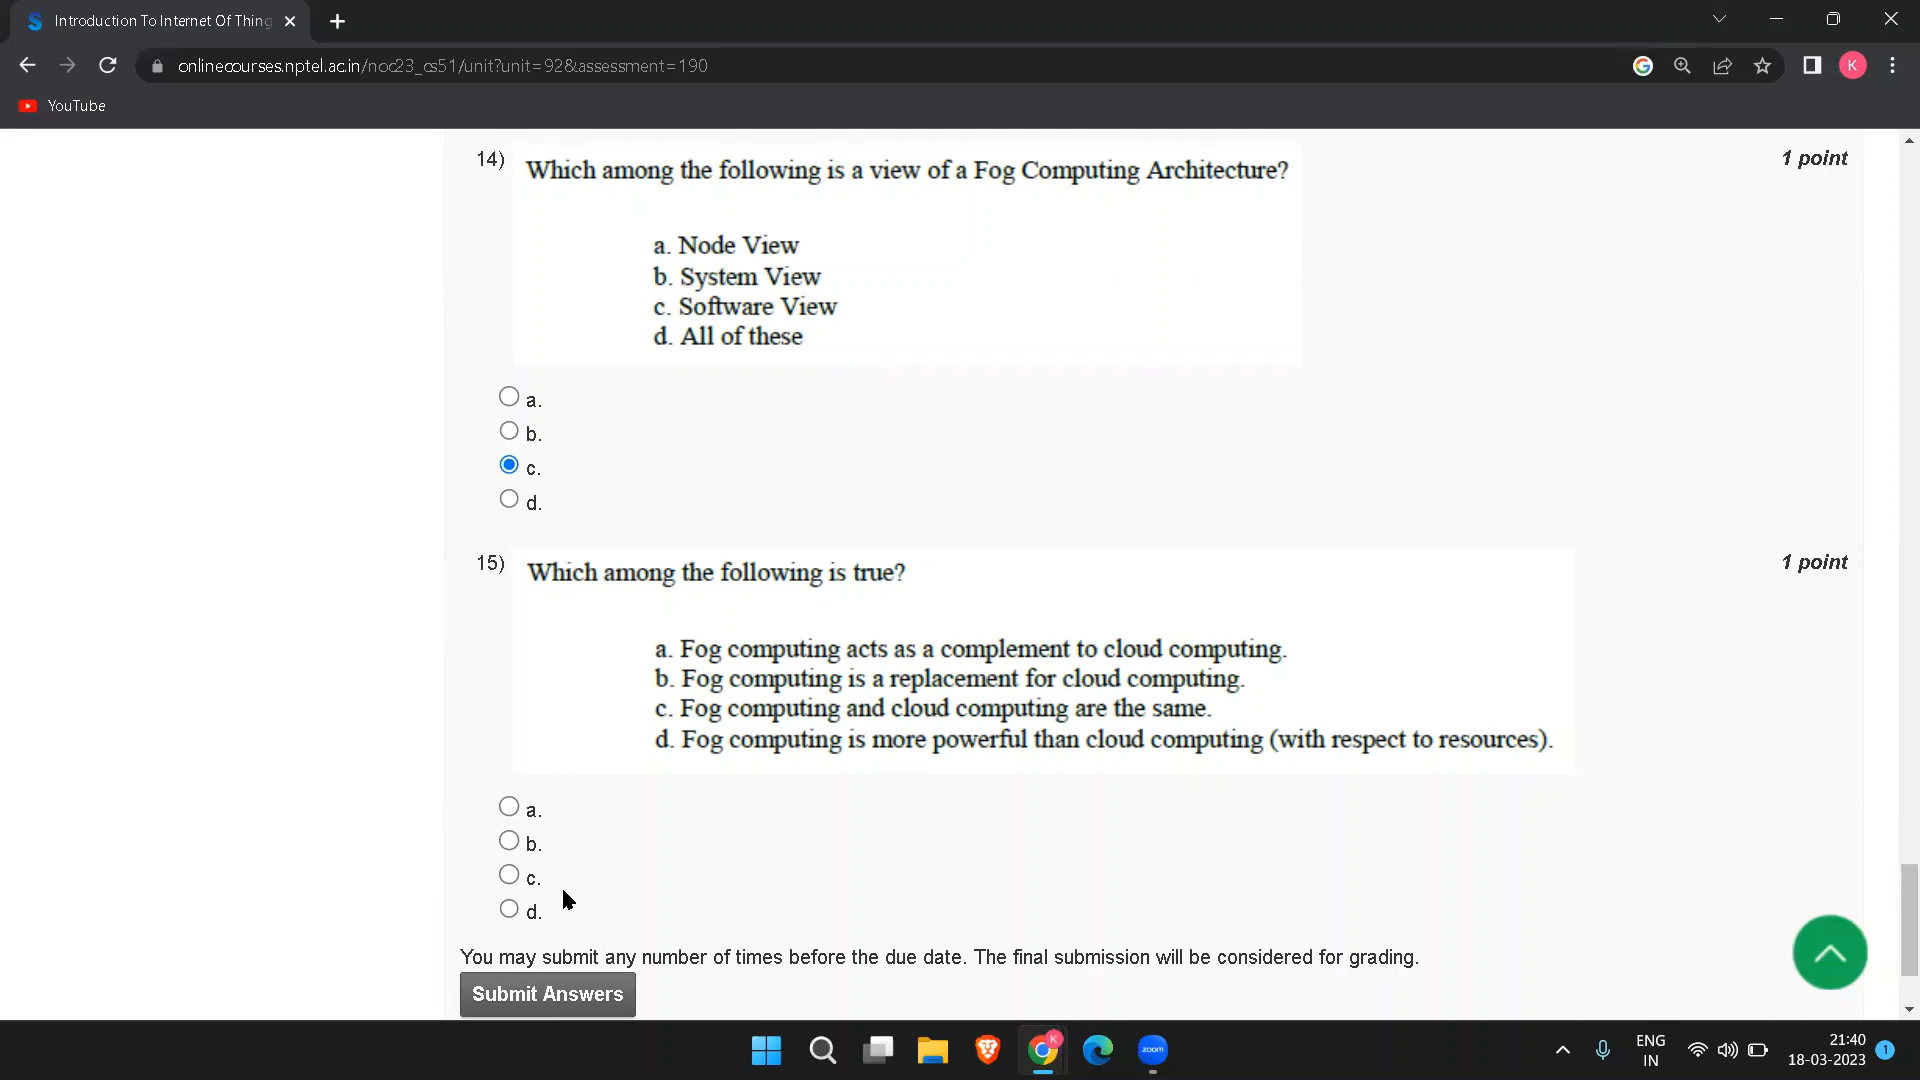 Introduction To Internet Of Thing
onlinecourses.nptel.ac.in/noc23_cs51/unit?unit=92&assessment=190
K
YouTube
14) Which among the following is a view of a Fog Computing Architecture? 1 point
a. Node View
b. System View
c. Software View
d. All of these
a.
b.
c.
d.
15) Which among the following is true? 1 point
a. Fog computing acts as a complement to cloud computing.
b. Fog computing is a replacement for cloud computing.
c. Fog computing and cloud computing are the same.
d. Fog computing is more powerful than cloud computing (with respect to resources).
a.
b.
c.
d.
You may submit any number of times before the due date. The final submission will be considered for grading.
Submit Answers
K
zoom
ENG
IN
21:40
18-03-2023
1